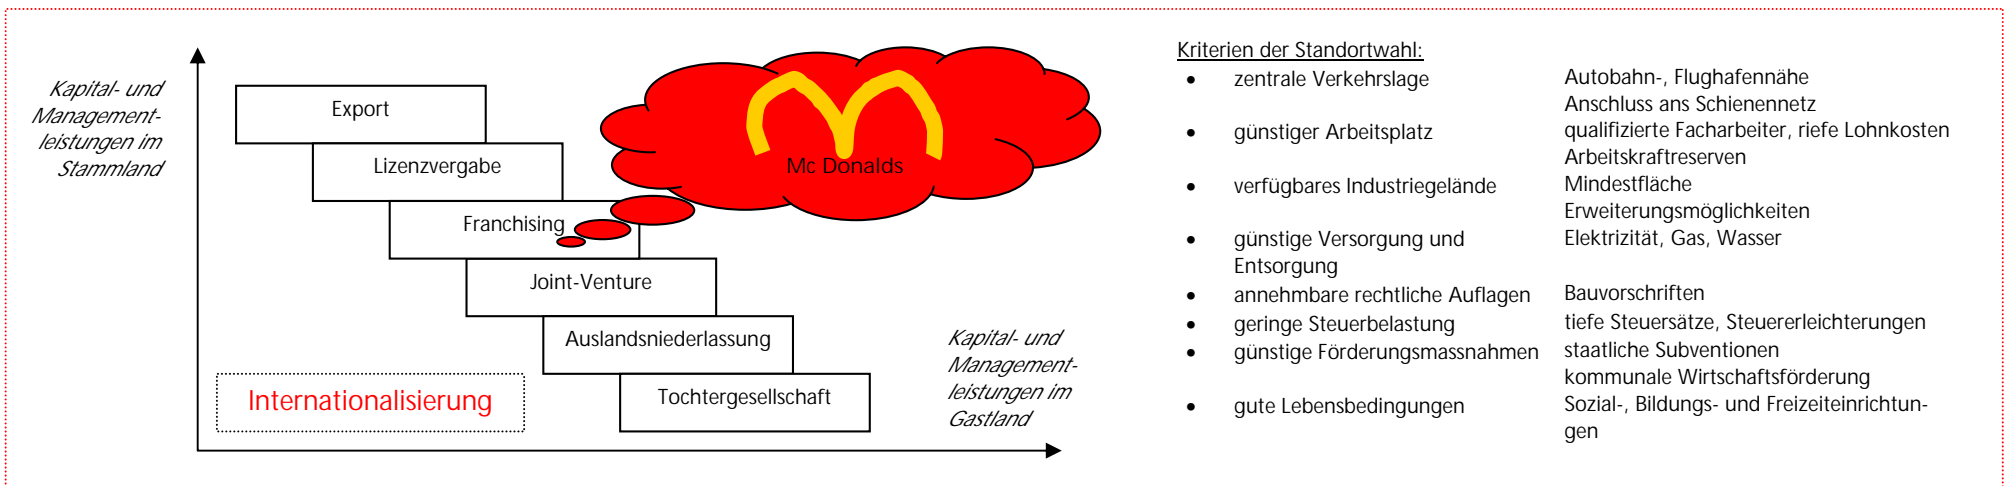 Kapital- und
Management-
leistungen im
Stammland
Export
Lizenzvergabe
Franchising
Joint-Venture
Auslandsniederlassung
Tochtergesellschaft
Mc Donalds
Internationalisierung
Kapital- und
Management-
leistungen im
Gastland
Kriterien der Standortwahl:
• zentrale Verkehrslage Autobahn-, Flughafennähe
Anschluss ans Schienennetz
• günstiger Arbeitsplatz qualifizierte Facharbeiter, riefe Lohnkosten
Arbeitskraftreserven
• verfügbares Industriegelände Mindestfläche
Erweiterungsmöglichkeiten
• günstige Versorgung und Elektrizität, Gas, Wasser
Entsorgung
• annehmbare rechtliche Auflagen Bauvorschriften
• geringe Steuerbelastung tiefe Steuersätze, Steuererleichterungen
• günstige Förderungsmassnahmen staatliche Subventionen
kommunale Wirtschaftsförderung
• gute Lebensbedingungen Sozial-, Bildungs- und Freizeiteinrichtun-
gen